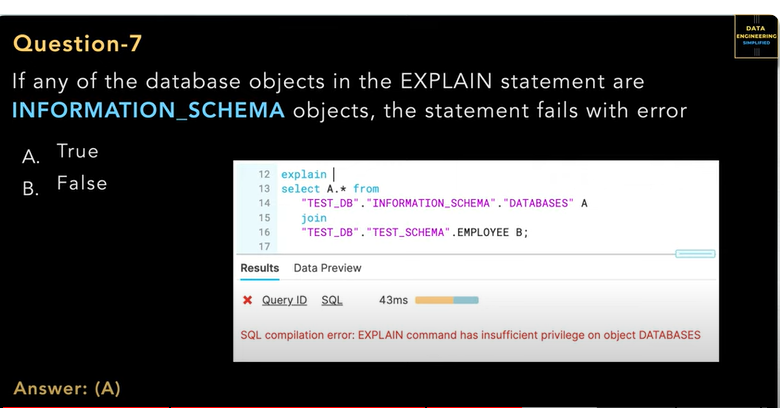 DATA
ENGINEERING
SIMPLIFIED
Question-7
If any of the database objects in the EXPLAIN statement are
INFORMATION_SCHEMA objects, the statement fails with error
A. True
B. False
12 explain
13 select A.* from
14 "TEST_DB"."INFORMATION_SCHEMA"."DATABASES" A
15 join
16 "TEST_DB"."TEST_SCHEMA".EMPLOYEE B;
17
Results Data Preview
Query ID SQL 43ms
SQL compilation error: EXPLAIN command has insufficient privilege on object DATABASES
Answer: (A)